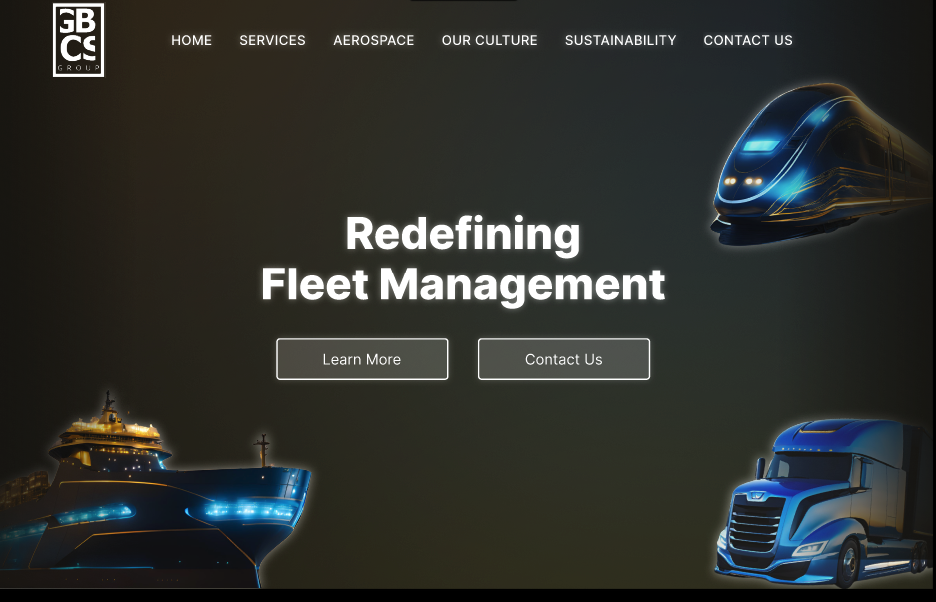 GB
CS
GROUP
HOME SERVICES AEROSPACE OUR CULTURE SUSTAINABILITY CONTACT US
Redefining
Fleet Management
Learn More Contact Us